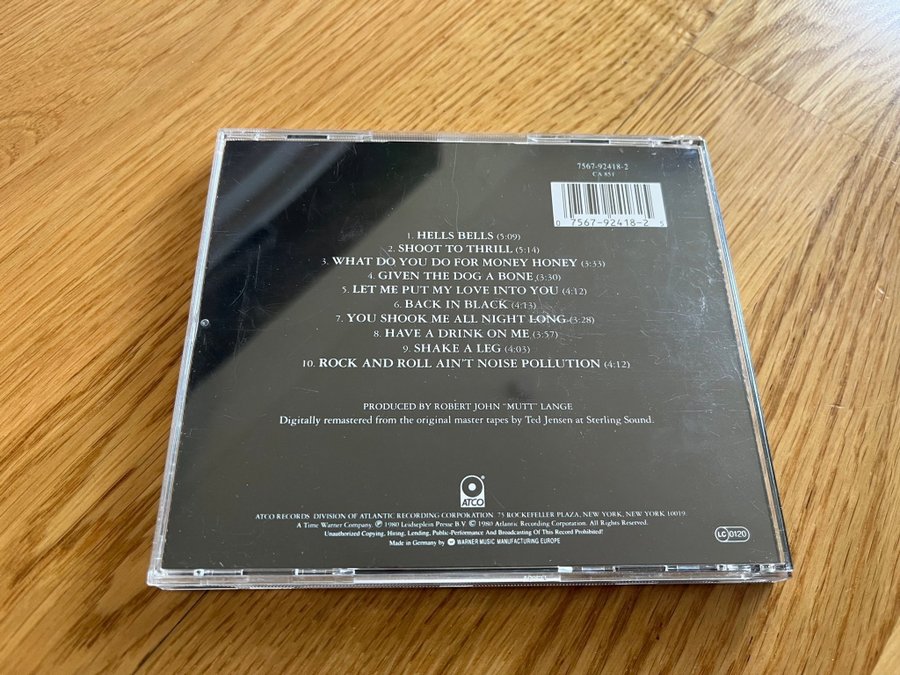 7567-92418-2
CA 851
0 7567-92418-2 5
1. HELLS BELLS (5:09)
2. SHOOT TO THRILL (5:14)
3. WHAT DO YOU DO FOR MONEY HONEY (3:33)
4. GIVEN THE DOG A BONE (3:30)
5. LET ME PUT MY LOVE INTO YOU (4:12)
6. BACK IN BLACK (4:13)
7. YOU SHOOK ME ALL NIGHT LONG (3:28)
8. HAVE A DRINK ON ME (3:57)
9. SHAKE A LEG (4:03)
10. ROCK AND ROLL AIN'T NOISE POLLUTION (4:12)
PRODUCED BY ROBERT JOHN "MUTT" LANGE
Digitally remastered from the original master tapes by Ted Jensen at Sterling Sound.
ATCO®
ATCO RECORDS DIVISION OF ATLANTIC RECORDING CORPORATION 75 ROCKEFELLER PLAZA, NEW YORK, NEW YORK 10019.
A Time Warner Company. ℗ 1980 Leidseplein Presse B.V. © 1980 Atlantic Recording Corporation. All Rights Reserved.
Unauthorized Copying, Hiring, Lending, Public-Performance And Broadcasting Of This Record Prohibited!
Made in Germany by WARNER MUSIC MANUFACTURING EUROPE
LC 0120